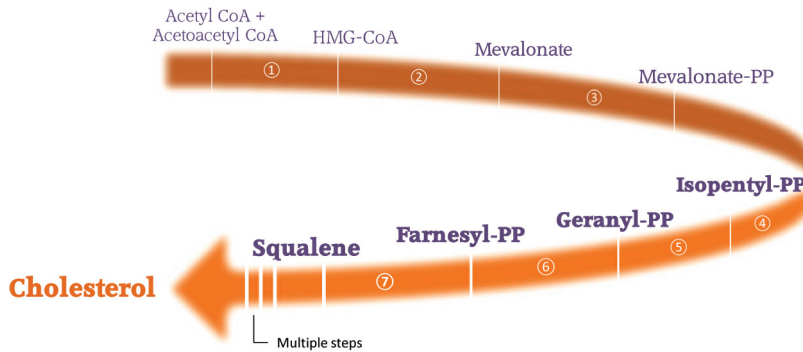 Acetyl CoA +
Acetoacetyl CoA
HMG-CoA
Mevalonate
Mevalonate-PP
①
②
③
Isopentyl-PP
④
Geranyl-PP
⑤
Farnesyl-PP
⑥
Squalene
⑦
Cholesterol
Multiple steps